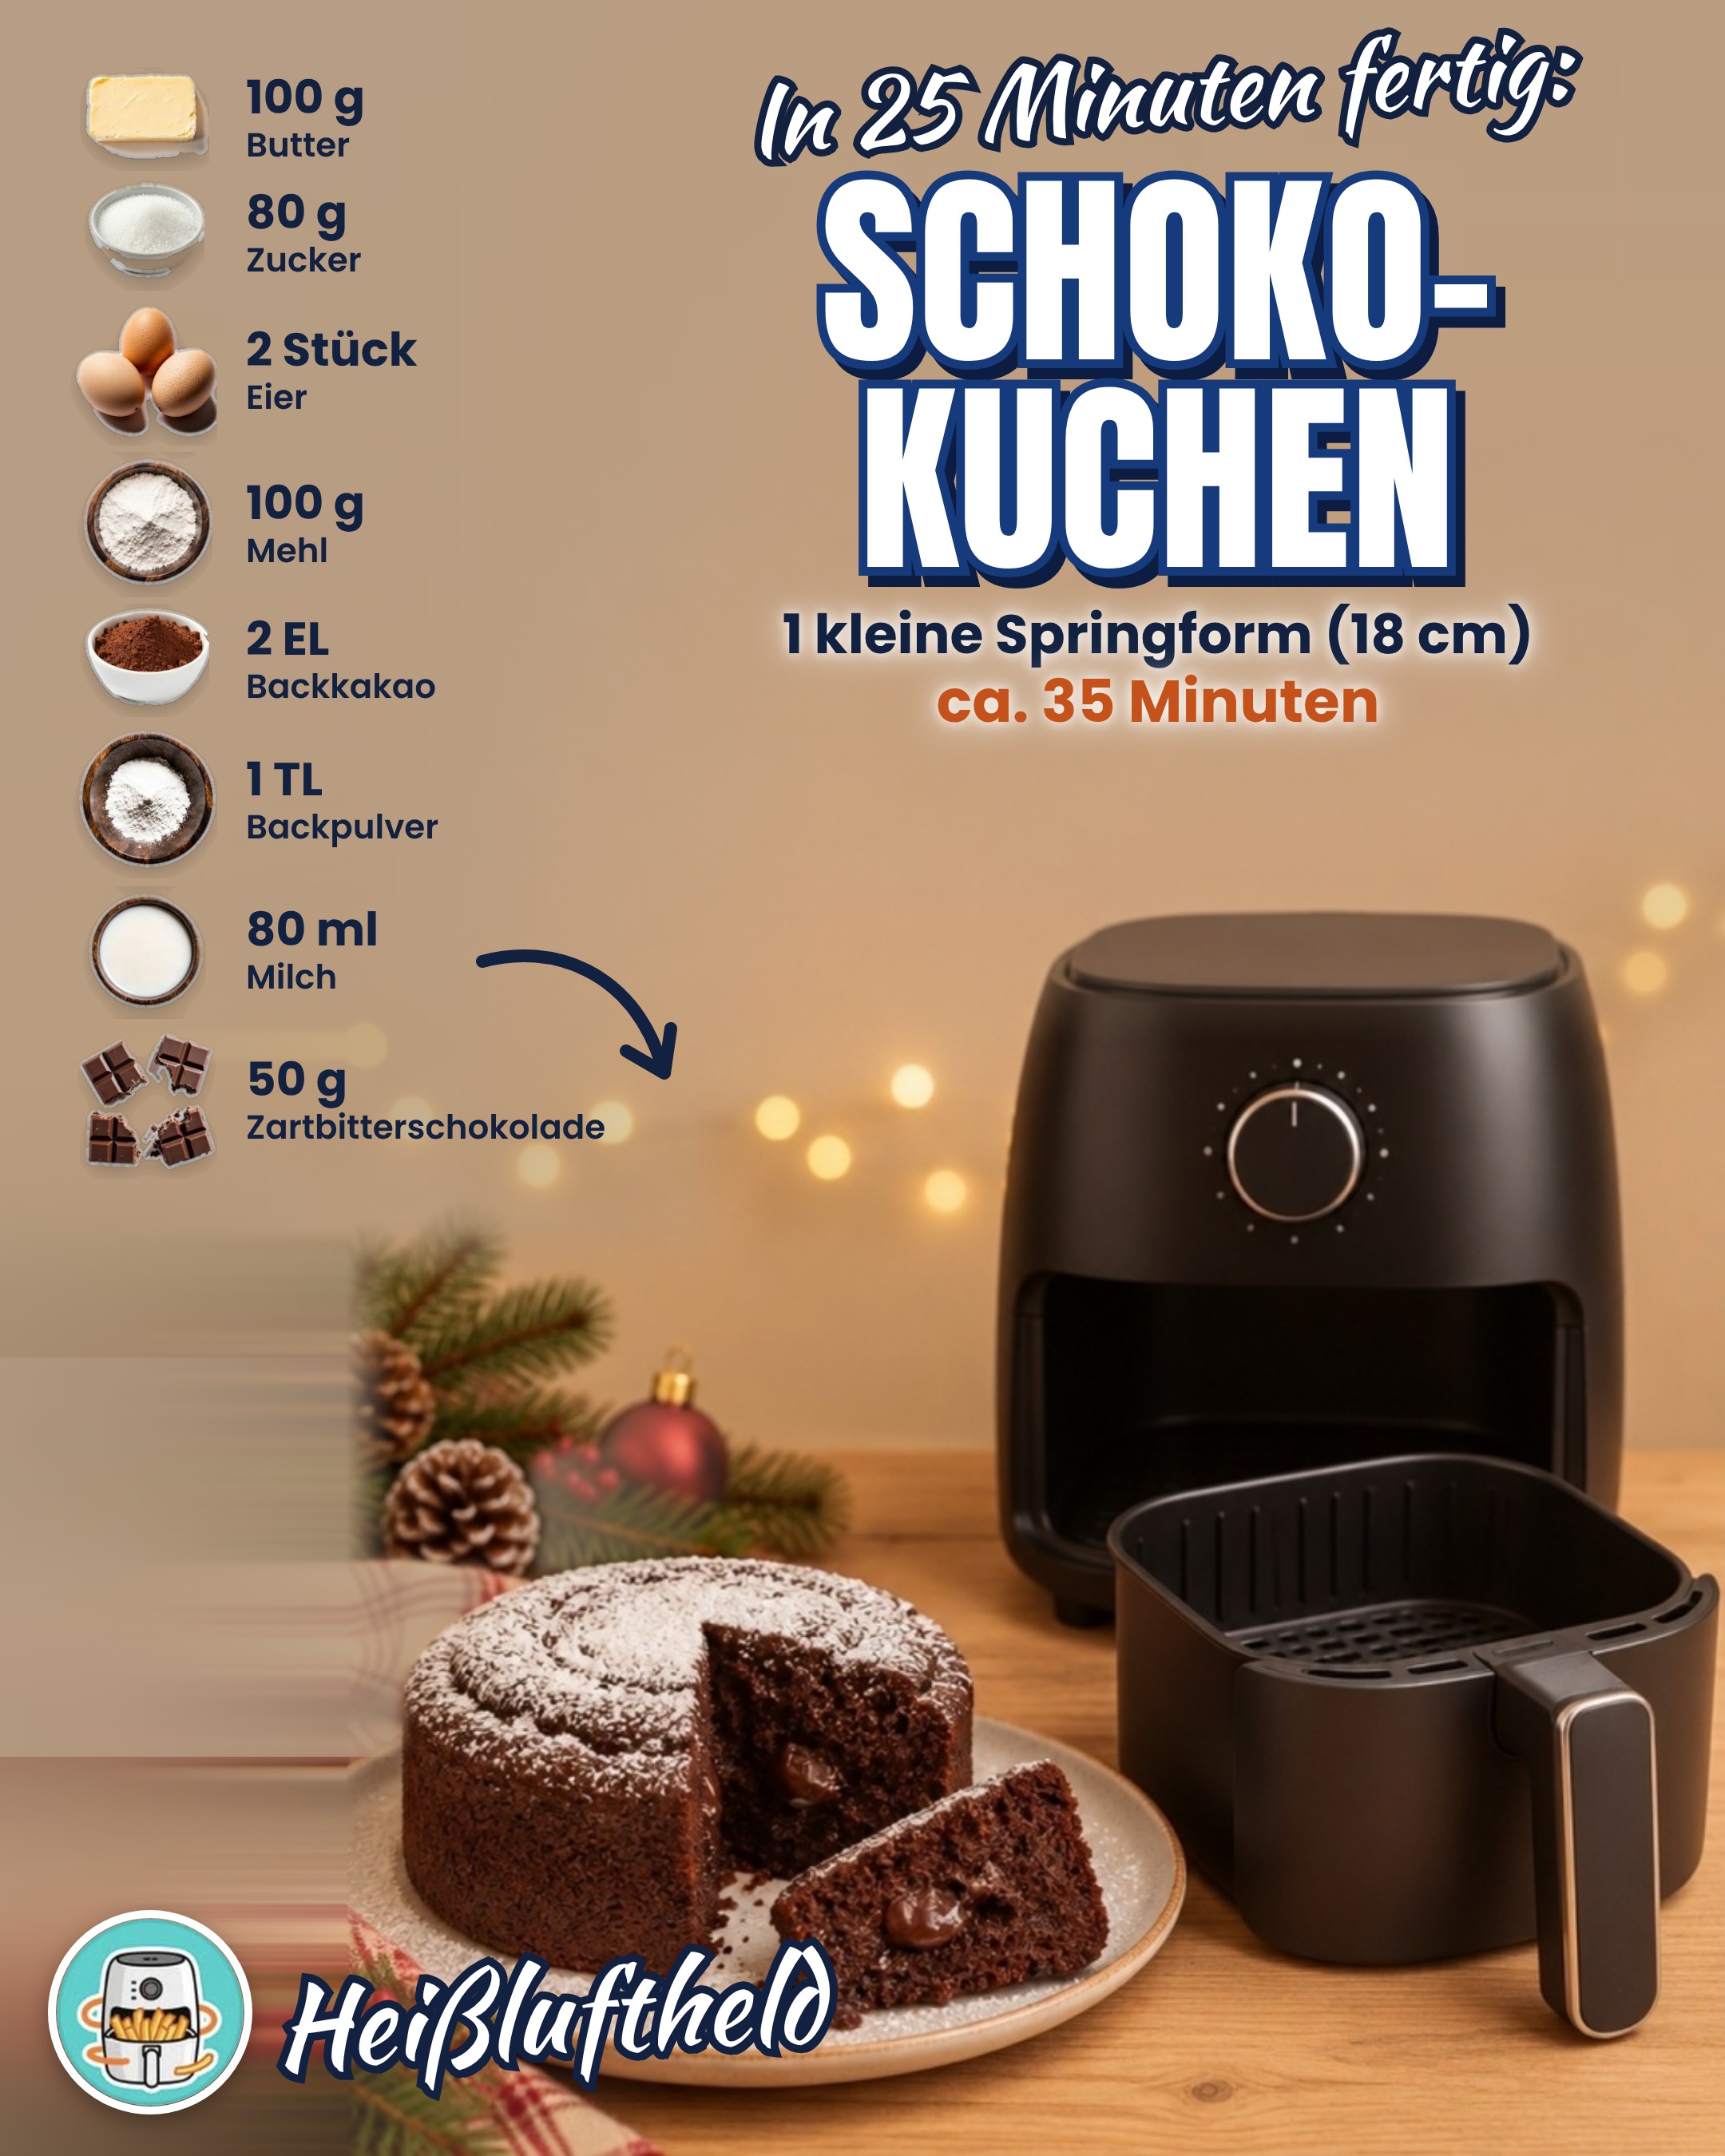 In 25 Minuten fertig:
SCHOKO-
KUCHEN
1 kleine Springform (18 cm)
ca. 35 Minuten
100 g
Butter
80 g
Zucker
2 Stück
Eier
100 g
Mehl
2 EL
Backkakao
1 TL
Backpulver
80 ml
Milch
50 g
Zartbitterschokolade
Heißluftheld